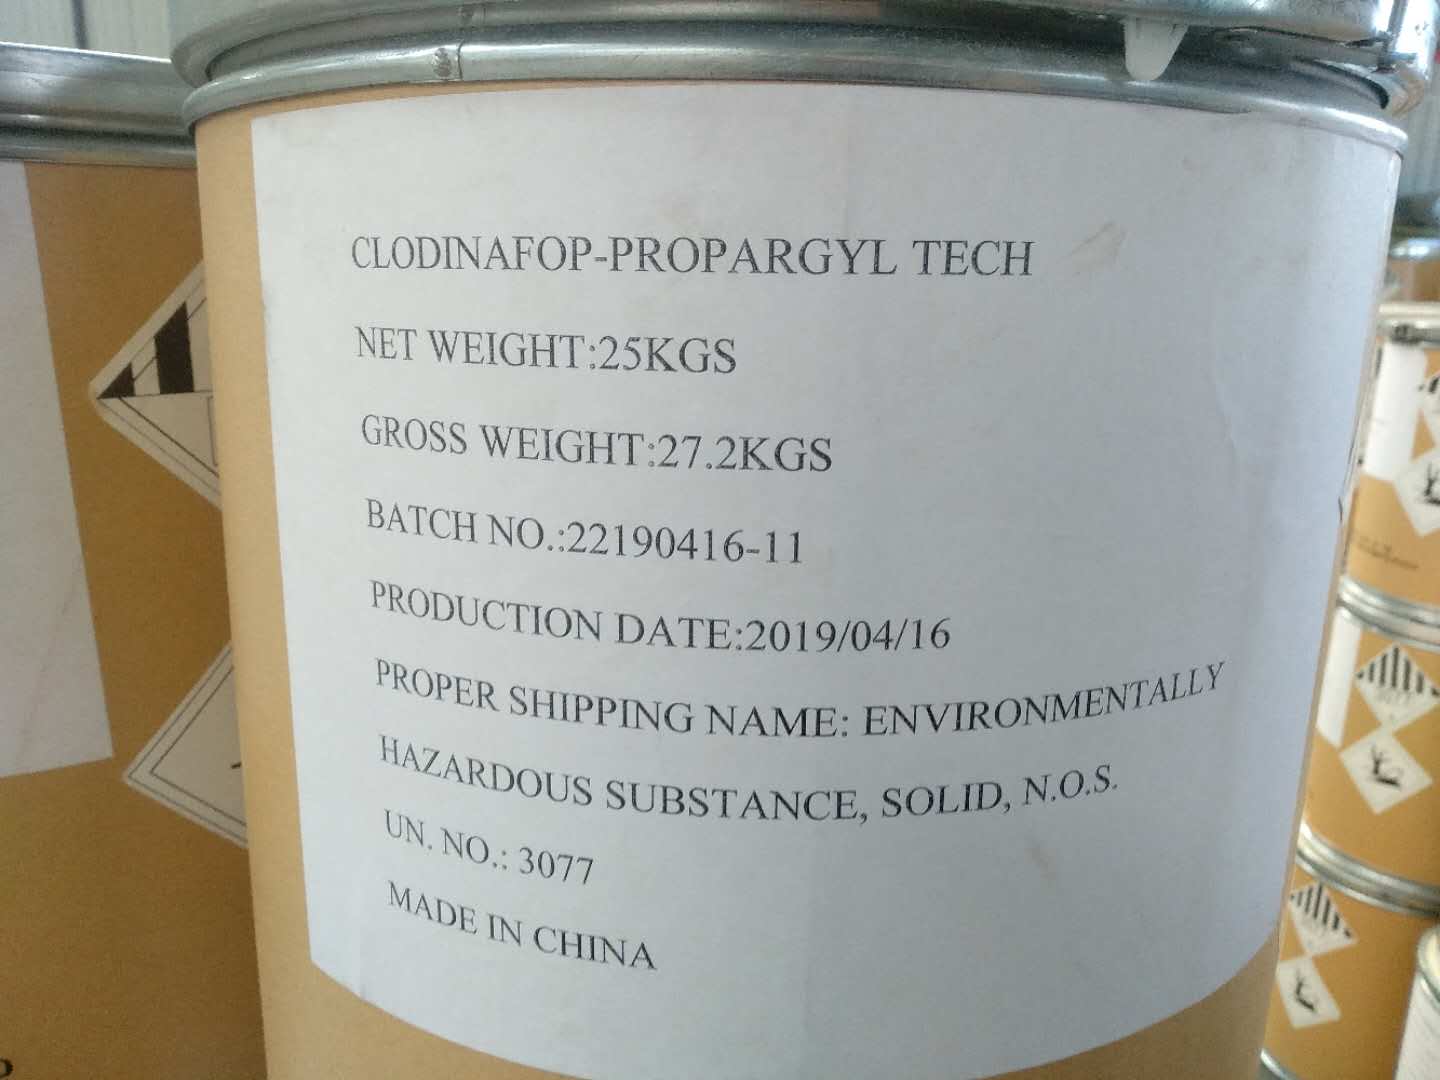 CLODINAFOP-PROPARGYL TECH
NET WEIGHT:25KGS
GROSS WEIGHT:27.2KGS
BATCH NO.:22190416-11
PRODUCTION DATE:2019/04/16
PROPER SHIPPING NAME: ENVIRONMENTALLY
HAZARDOUS SUBSTANCE, SOLID, N.O.S.
UN. NO.: 3077
MADE IN CHINA